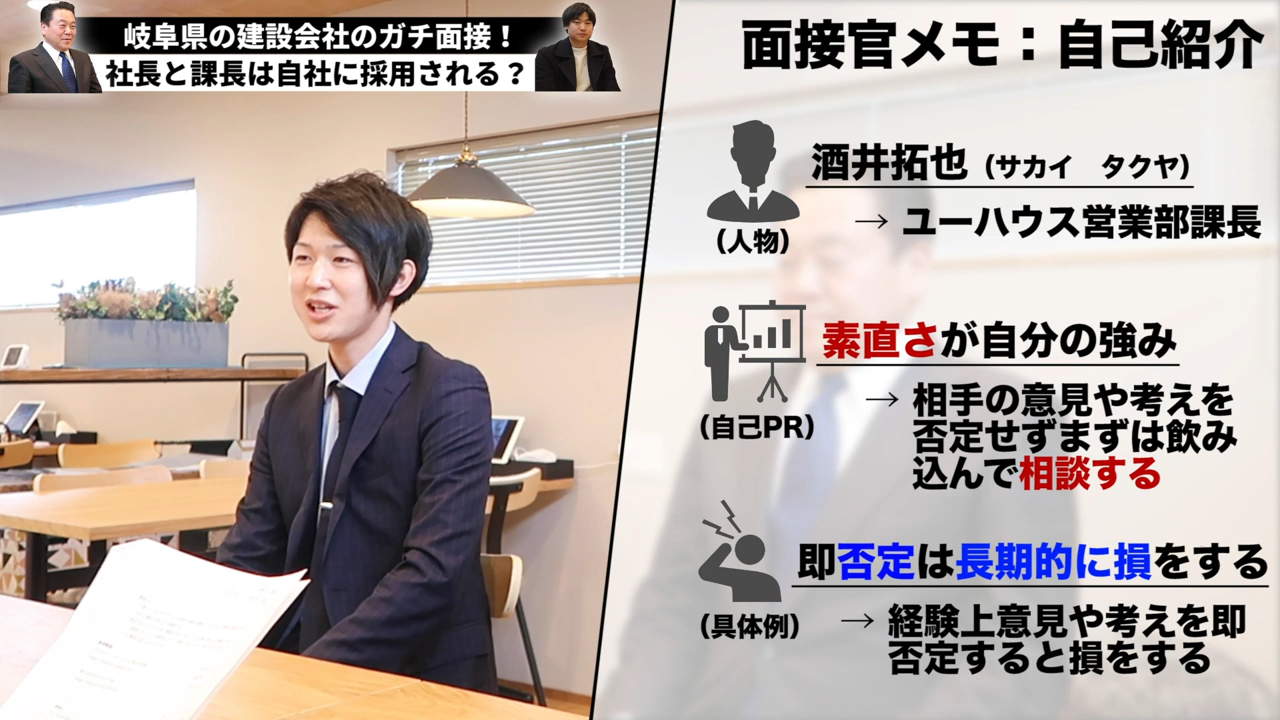 岐阜県の建設会社のガチ面接！
社長と課長は自社に採用される？
面接官メモ：自己紹介
酒井拓也（サカイ　タクヤ）
→ ユーハウス営業部課長
（人物）
素直さが自分の強み
→ 相手の意見や考えを
否定せずまずは飲み
込んで相談する
（自己PR）
即否定は長期的に損をする
→ 経験上意見や考えを即
否定すると損をする
（具体例）